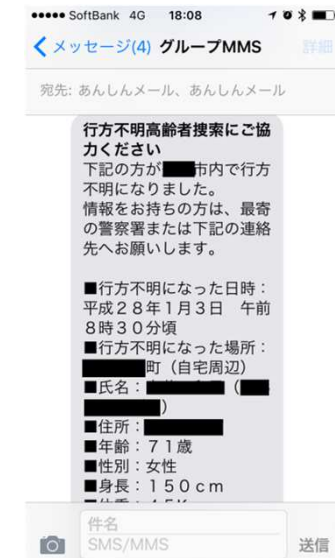 SoftBank 4G 18:08
メッセージ(4) グループMMS 詳細
宛先: あんしんメール、あんしんメール
行方不明高齢者捜索にご協
力ください
下記の方が 市内で行方
不明になりました。
情報をお持ちの方は、最寄
の警察署または下記の連絡
先へお願いします。
■行方不明になった日時：
平成２８年１月３日 午前
８時３０分頃
■行方不明になった場所：
町（自宅周辺）
■氏名： （
）
■住所：
■年齢：７１歳
■性別：女性
■身長：１５０ｃｍ
件名
SMS/MMS 送信